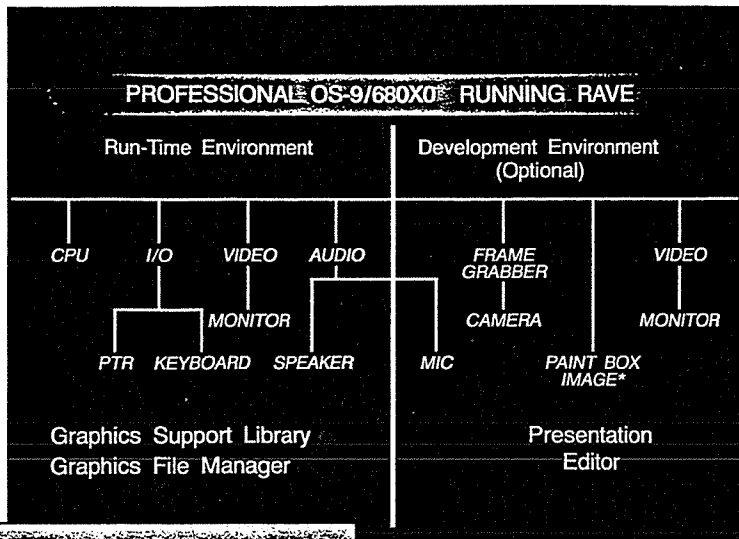 PROFESSIONAL OS-9/680X0 RUNNING RAVE
Run-Time Environment
Development Environment
(Optional)
CPU I/O VIDEO AUDIO FRAME GRABBER VIDEO
MONITOR CAMERA MONITOR
PTR KEYBOARD SPEAKER MIC PAINT BOX IMAGE*
Graphics Support Library
Graphics File Manager
Presentation
Editor